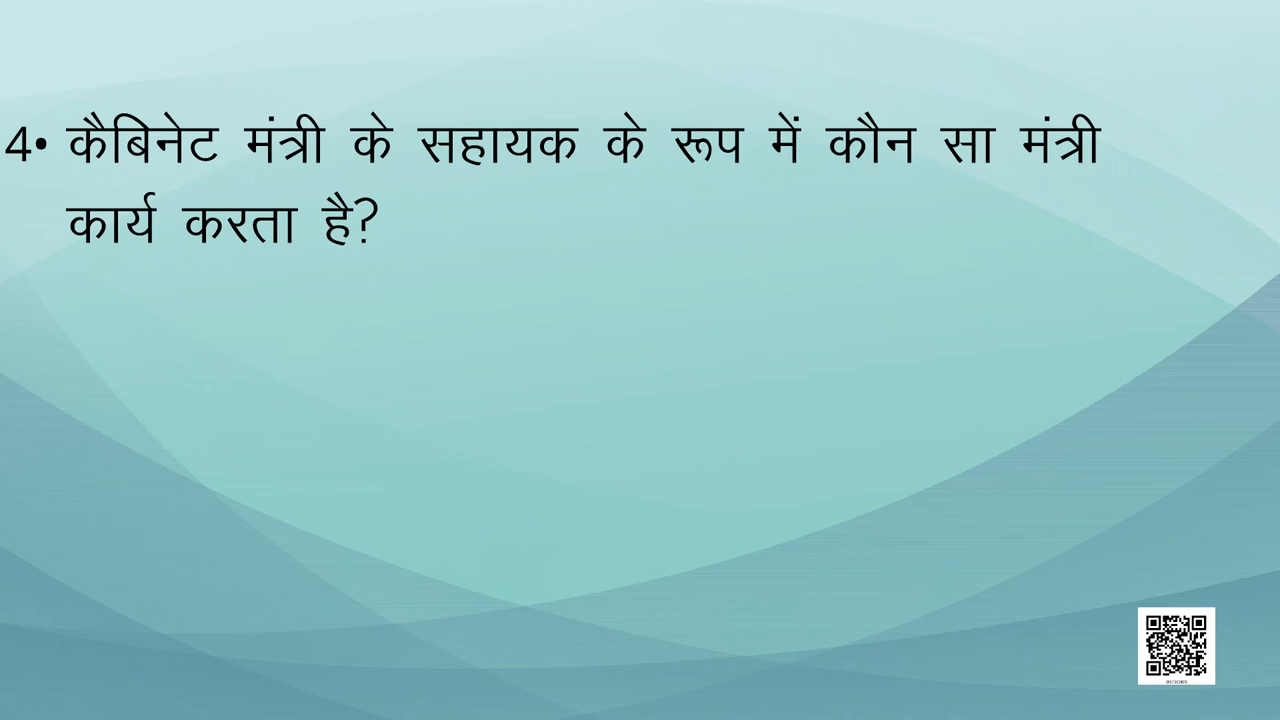 4• कैबिनेट मंत्री के सहायक के रूप में कौन सा मंत्री
कार्य करता है?